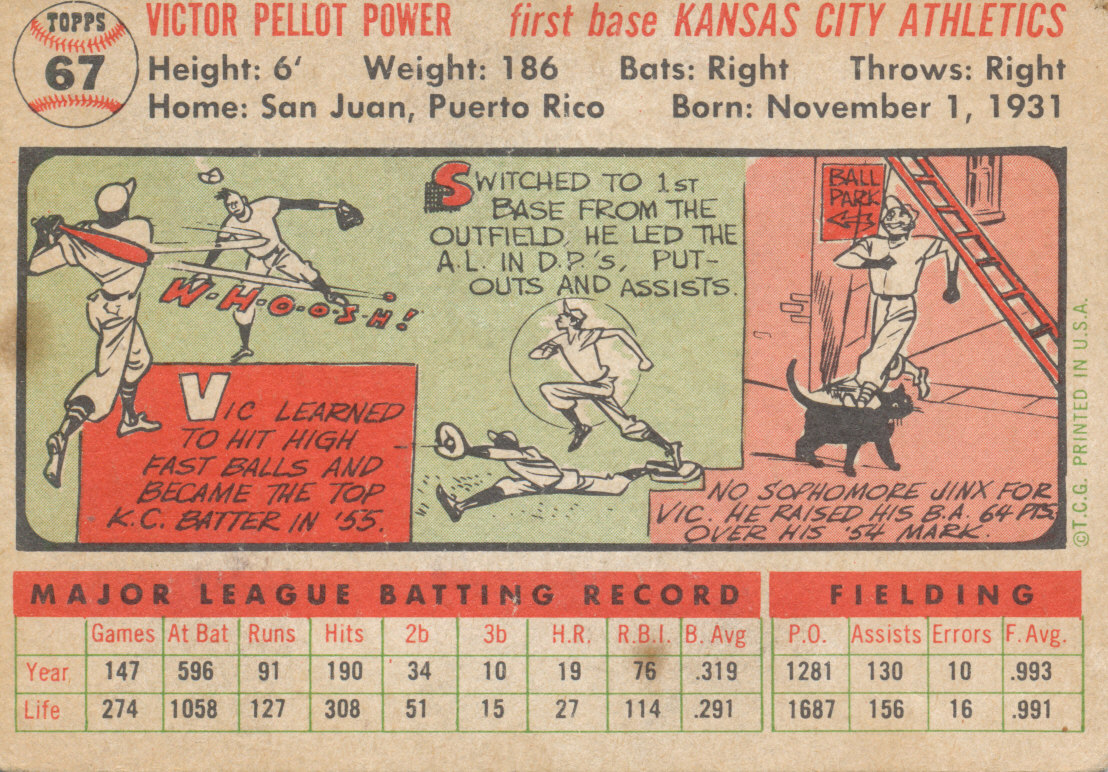 TOPPS
67
VICTOR PELLOT POWER first base KANSAS CITY ATHLETICS
Height: 6' Weight: 186 Bats: Right Throws: Right
Home: San Juan, Puerto Rico Born: November 1, 1931
W-H-O-O-S-H!
VIC LEARNED
TO HIT HIGH
FAST BALLS AND
BECAME THE TOP
K.C. BATTER IN '55.
SWITCHED TO 1ST
BASE FROM THE
OUTFIELD, HE LED THE
A.L. IN D.P.'S, PUT-
OUTS AND ASSISTS.
BALL
PARK
NO SOPHOMORE JINX FOR
VIC. HE RAISED HIS B.A. 64 PTS.
OVER HIS '54 MARK.
©T.C.G. PRINTED IN U.S.A.
MAJOR LEAGUE BATTING RECORD FIELDING
Games At Bat Runs Hits 2b 3b H.R. R.B.I. B. Avg P.O. Assists Errors F. Avg.
Year 147 596 91 190 34 10 19 76 .319 1281 130 10 .993
Life 274 1058 127 308 51 15 27 114 .291 1687 156 16 .991